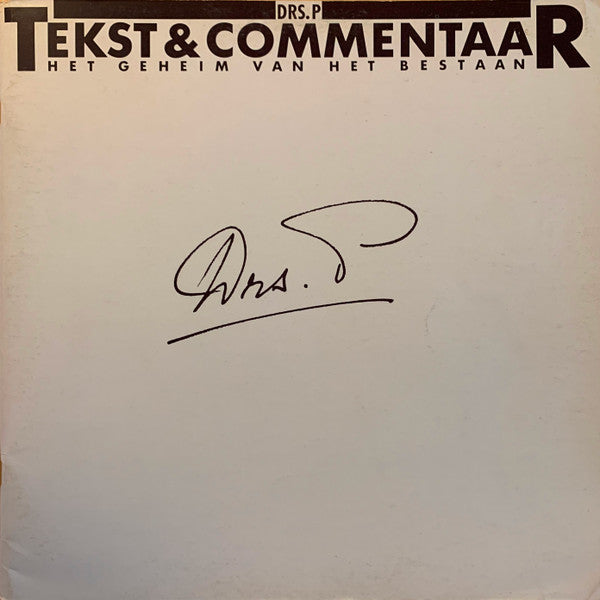 DRS.P
TEKST & COMMENTAAR
HET GEHEIM VAN HET BESTAAN
Drs. P